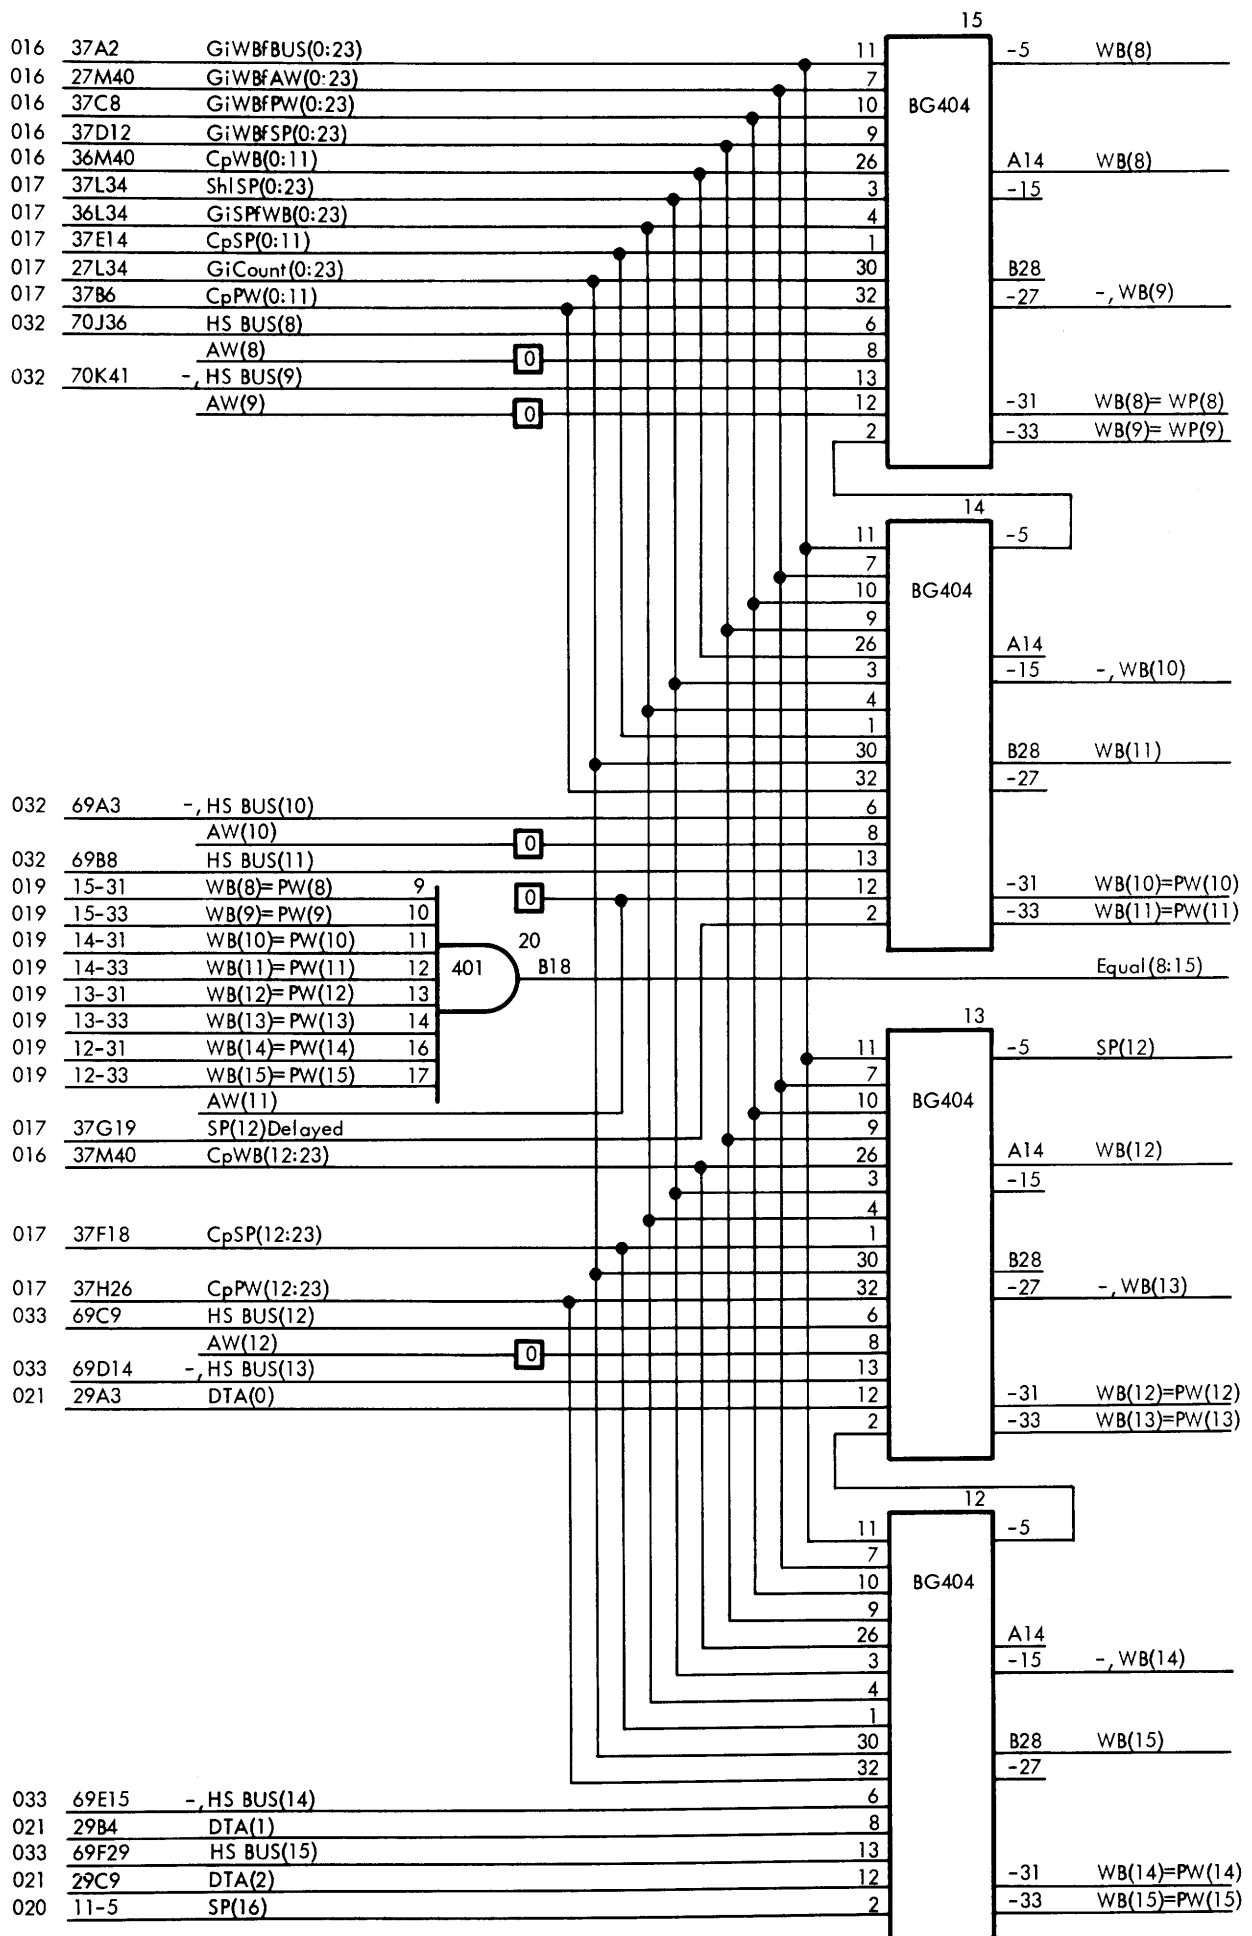 15
016 37A2 GiWBfBUS(0:23) 11 -5 WB(8)
016 27M40 GiWBfAW(0:23) 7
016 37C8 GiWBfPW(0:23) 10 BG404
016 37D12 GiWBfSP(0:23) 9
016 36M40 CpWB(0:11) 26 A14 WB(8)
017 37L34 ShlSP(0:23) 3 -15
017 36L34 GiSPfWB(0:23) 4
017 37E14 CpSP(0:11) 1
017 27L34 GiCount(0:23) 30 B28
017 37B6 CpPW(0:11) 32 -27 -, WB(9)
032 70J36 HS BUS(8) 6
AW(8) 0 8
032 70K41 -, HS BUS(9) 13
AW(9) 0 12 -31 WB(8)= WP(8)
2 -33 WB(9)= WP(9)
14
11 -5
7
10 BG404
9
26 A14
3 -15 -, WB(10)
4
1
30 B28 WB(11)
32 -27
032 69A3 -, HS BUS(10) 6
AW(10) 0 8
032 69B8 HS BUS(11) 13
019 15-31 WB(8)= PW(8) 9 0 12 -31 WB(10)=PW(10)
019 15-33 WB(9)= PW(9) 10 2 -33 WB(11)=PW(11)
019 14-31 WB(10)= PW(10) 11 20
019 14-33 WB(11)= PW(11) 12 401 B18 Equal(8:15)
019 13-31 WB(12)= PW(12) 13
019 13-33 WB(13)= PW(13) 14 13
019 12-31 WB(14)= PW(14) 16 11 -5 SP(12)
019 12-33 WB(15)= PW(15) 17 7
AW(11) 10 BG404
017 37G19 SP(12)Delayed 9
016 37M40 CpWB(12:23) 26 A14 WB(12)
3 -15
4
017 37F18 CpSP(12:23) 1
30 B28
017 37H26 CpPW(12:23) 32 -27 -, WB(13)
033 69C9 HS BUS(12) 6
AW(12) 0 8
033 69D14 -, HS BUS(13) 13
021 29A3 DTA(0) 12 -31 WB(12)=PW(12)
2 -33 WB(13)=PW(13)
12
11 -5
7
10 BG404
9
26 A14
3 -15 -, WB(14)
4
1
30 B28 WB(15)
32 -27
033 69E15 -, HS BUS(14) 6
021 29B4 DTA(1) 8
033 69F29 HS BUS(15) 13
021 29C9 DTA(2) 12 -31 WB(14)=PW(14)
020 11-5 SP(16) 2 -33 WB(15)=PW(15)